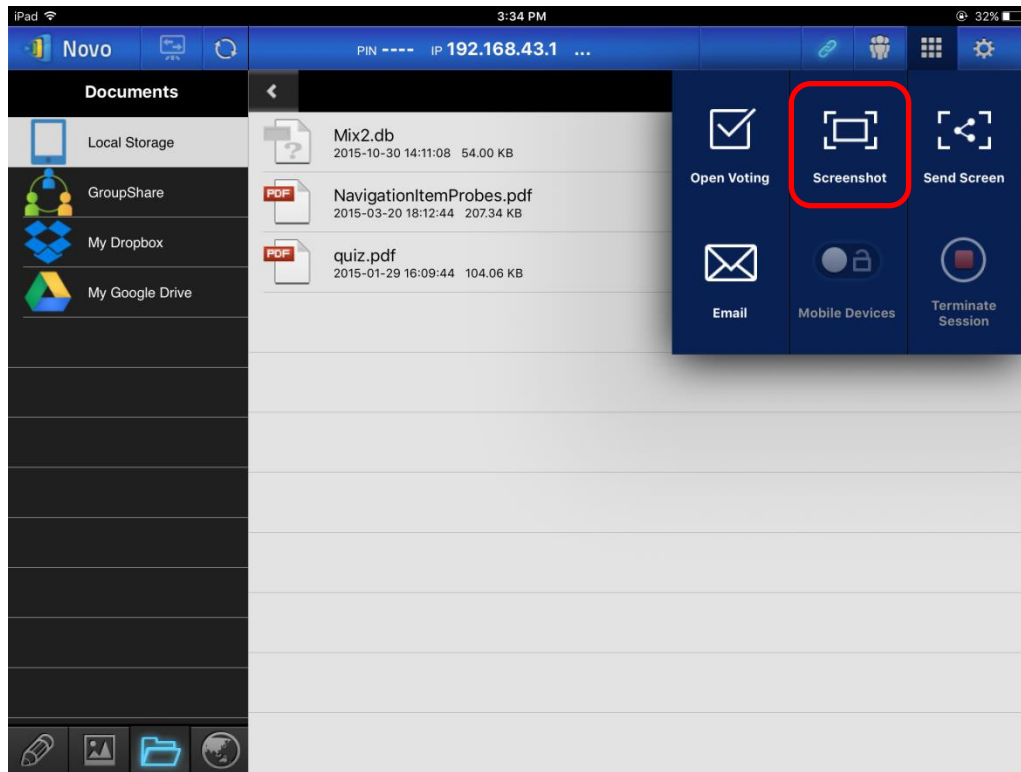 iPad 3:34 PM 32%
Novo PIN ---- IP 192.168.43.1 ...
Documents
Local Storage
GroupShare
My Dropbox
My Google Drive
?
Mix2.db
2015-10-30 14:11:08 54.00 KB
PDF
NavigationItemProbes.pdf
2015-03-20 18:12:44 207.34 KB
PDF
quiz.pdf
2015-01-29 16:09:44 104.06 KB
Open Voting
Screenshot
Send Screen
Email
Mobile Devices
Terminate
Session